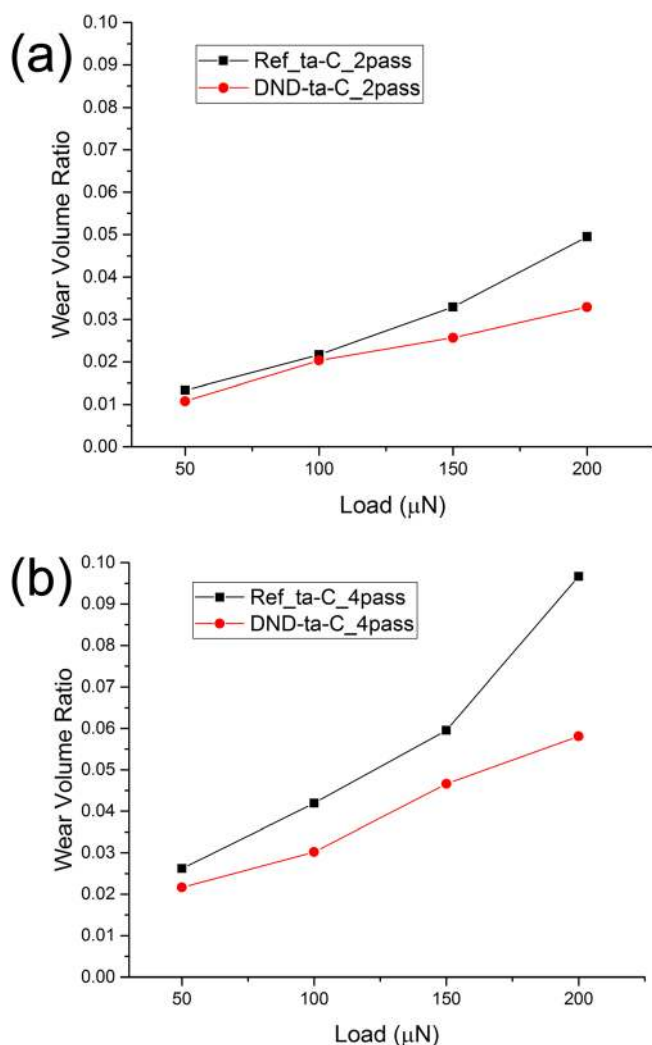 (a)
Ref_ta-C_2pass
DND-ta-C_2pass
Wear Volume Ratio
0.10
0.09
0.08
0.07
0.06
0.05
0.04
0.03
0.02
0.01
0.00
50 100 150 200
Load (μN)
(b)
Ref_ta-C_4pass
DND-ta-C_4pass
Wear Volume Ratio
0.10
0.09
0.08
0.07
0.06
0.05
0.04
0.03
0.02
0.01
0.00
50 100 150 200
Load (μN)